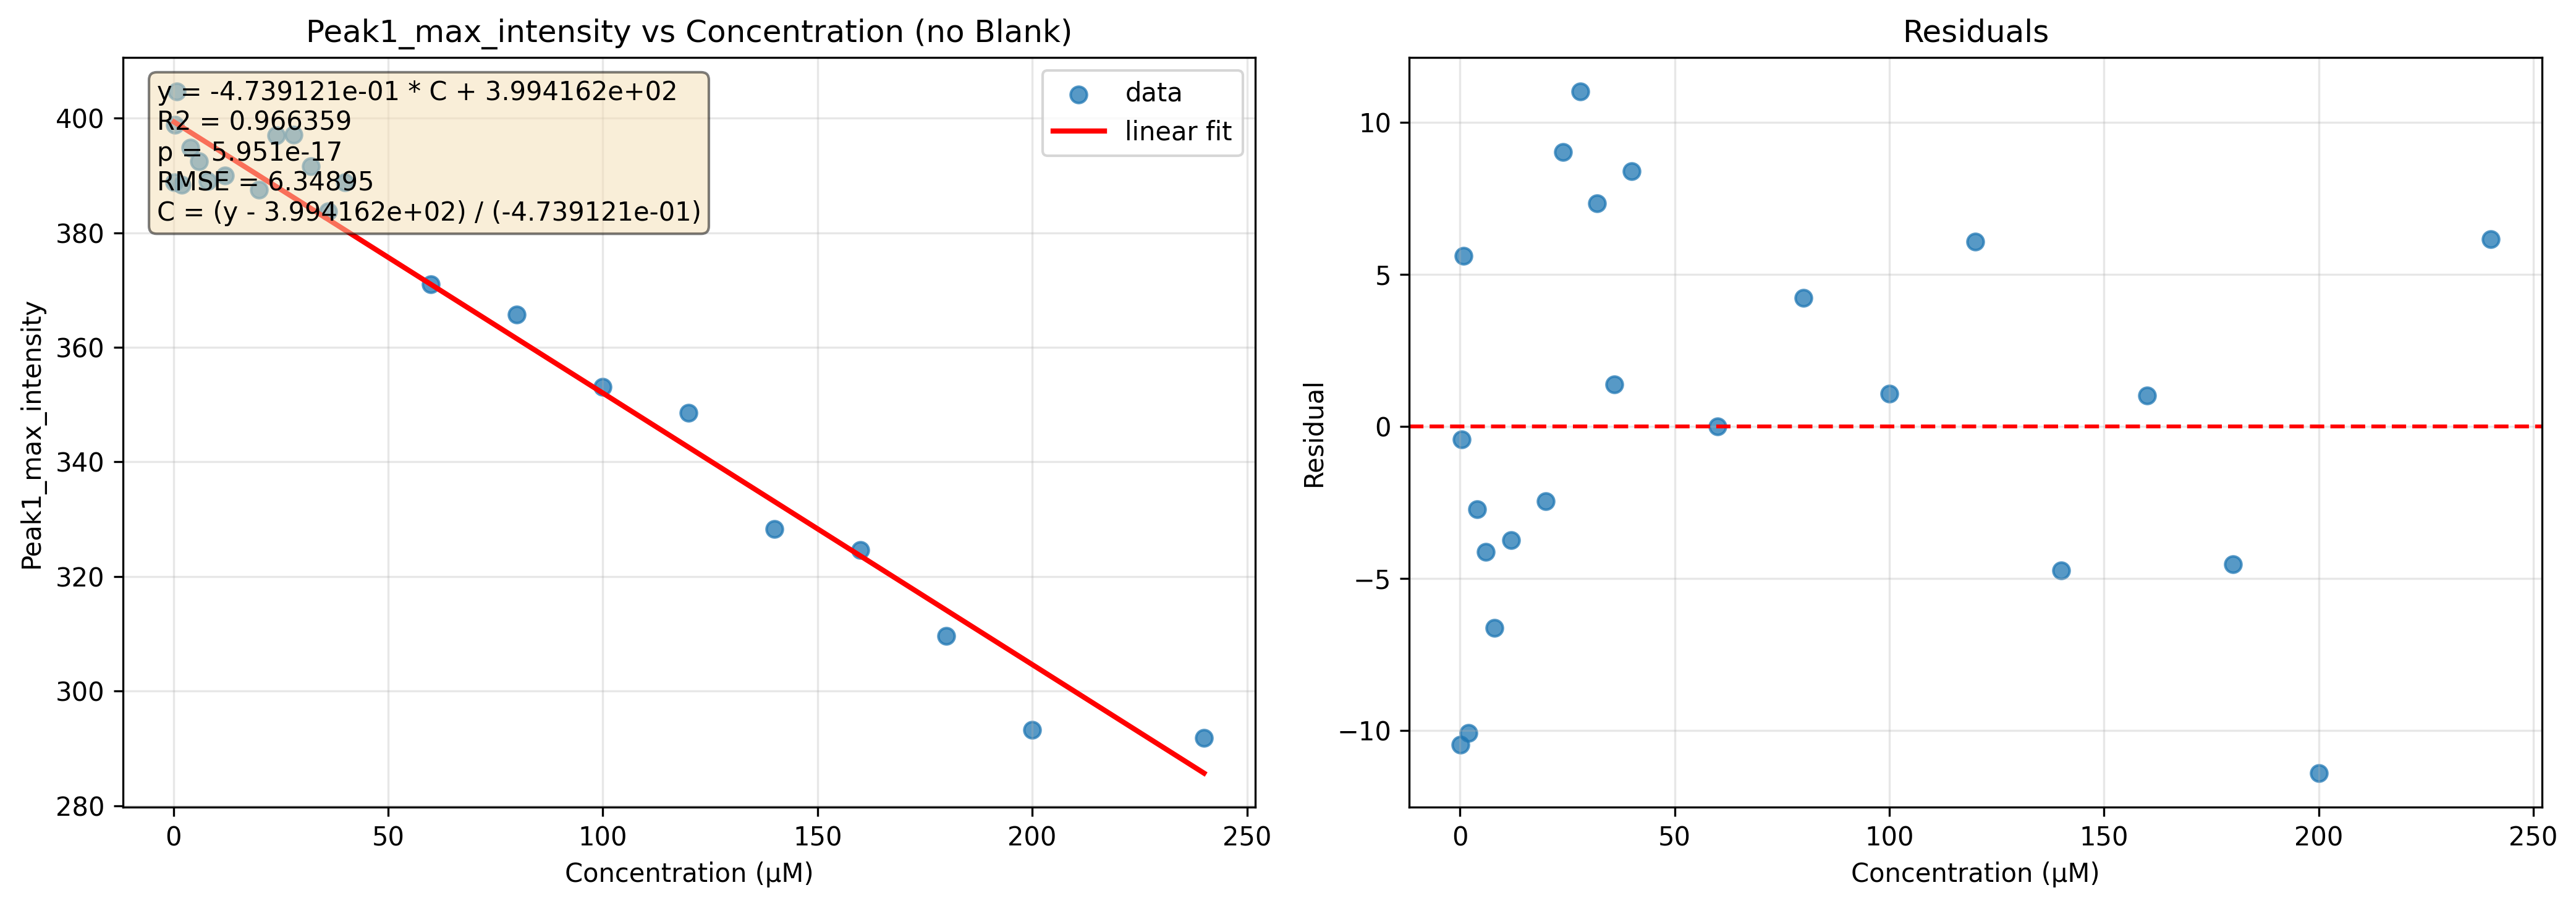 Peak1_max_intensity vs Concentration (no Blank)
y = -4.739121e-01 * C + 3.994162e+02
R2 = 0.966359
p = 5.951e-17
RMSE = 6.34895
C = (y - 3.994162e+02) / (-4.739121e-01)
data
linear fit
Peak1_max_intensity
400
380
360
340
320
300
280
0 50 100 150 200 250
Concentration (μM)
Residuals
Residual
10
5
0
−5
−10
0 50 100 150 200 250
Concentration (μM)